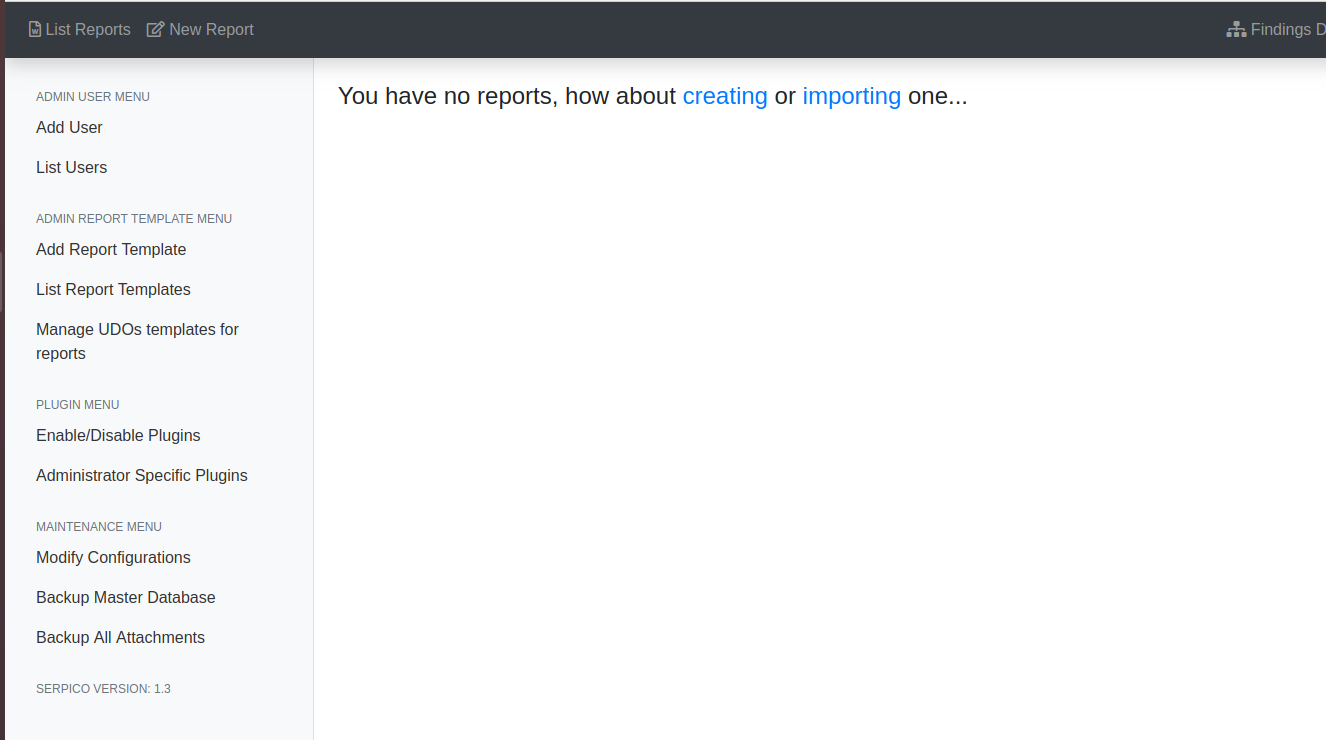 List Reports New Report Findings D
ADMIN USER MENU
Add User
List Users
ADMIN REPORT TEMPLATE MENU
Add Report Template
List Report Templates
Manage UDOs templates for
reports
PLUGIN MENU
Enable/Disable Plugins
Administrator Specific Plugins
MAINTENANCE MENU
Modify Configurations
Backup Master Database
Backup All Attachments
SERPICO VERSION: 1.3
You have no reports, how about creating or importing one...